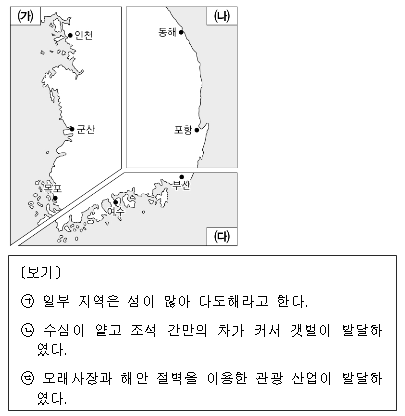 (가)
(나)
인천
동해
군산
포항
목포
여수
부산
(다)
〔보기〕
㉠ 일부 지역은 섬이 많아 다도해라고 한다.
㉡ 수심이 얕고 조석 간만의 차가 커서 갯벌이 발달하
였다.
㉢ 모래사장과 해안 절벽을 이용한 관광 산업이 발달하
였다.